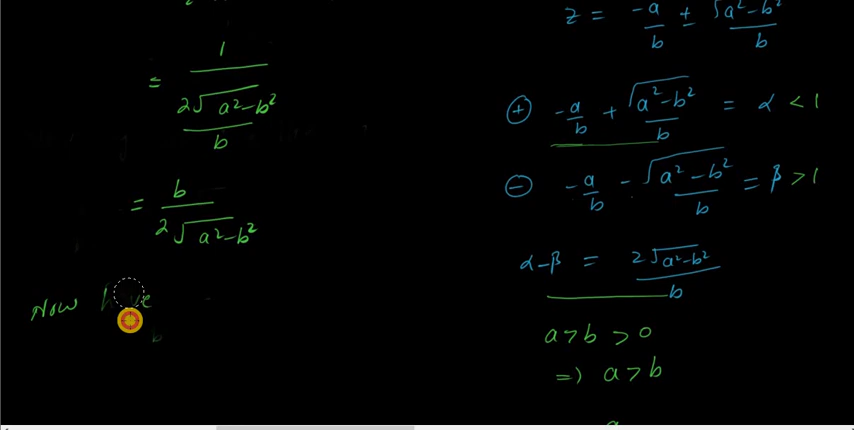 = 1 / (2√(a²-b²) / b)
= b / 2√(a²-b²)
Now
z = -a/b ± √(a²-b²)/b
⊕ -a/b + √(a²-b²)/b = α < 1
⊖ -a/b - √(a²-b²)/b = β > 1
α-β = 2√(a²-b²)/b
a > b > 0
=) a > b